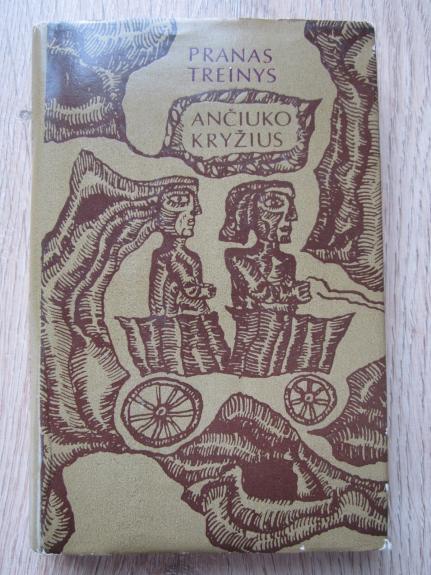 PRANAS
TREINYS
ANČIUKO
KRYŽIUS